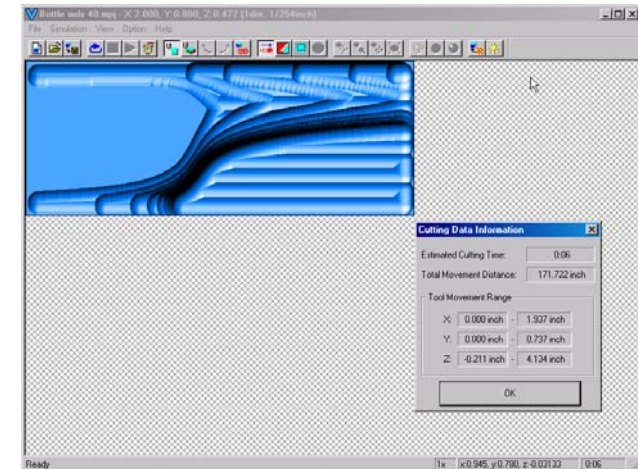 Bottle mdx 40.mpj - X 2.000, Y 0.800, Z 0.472 [1dot: 1/254inch]
File Simulation View Option Help
Cutting Data Information
Estimated Cutting Time: 0:06
Total Movement Distance: 171.722 inch
Tool Movement Range
X: 0.000 inch - 1.937 inch
Y: 0.000 inch - 0.737 inch
Z: -0.211 inch - 4.134 inch
OK
Ready 1x x:0.945, y:0.700, z:-0.03133 0:06